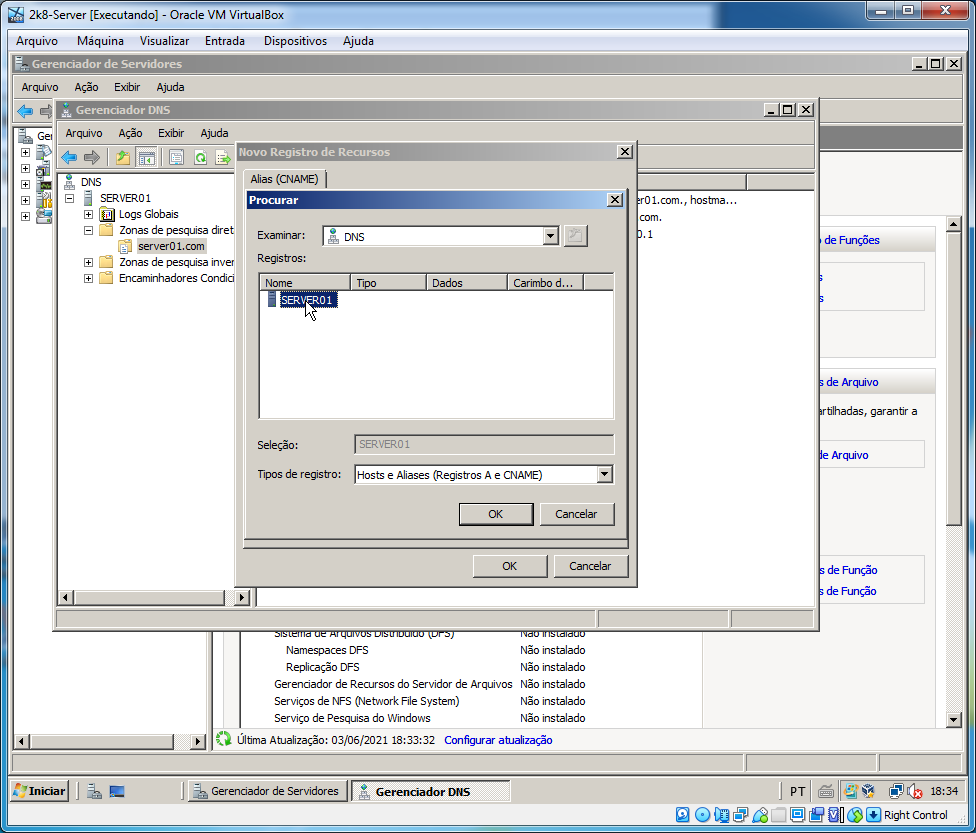 2k8-Server [Executando] - Oracle VM VirtualBox
Arquivo Máquina Visualizar Entrada Dispositivos Ajuda
Gerenciador de Servidores
Arquivo Ação Exibir Ajuda
Gerenciador DNS
Arquivo Ação Exibir Ajuda
Novo Registro de Recursos
Alias (CNAME)
Procurar
Examinar: DNS
Registros:
Nome Tipo Dados Carimbo d...
SERVER01
Seleção: SERVER01
Tipos de registro: Hosts e Aliases (Registros A e CNAME)
OK Cancelar
OK Cancelar
DNS
SERVER01
Logs Globais
Zonas de pesquisa diret
server01.com
Zonas de pesquisa inver
Encaminhadores Condici
er01.com., hostma...
com.
0.1
Ger
o de Funções
s
s
s de Arquivo
artilhadas, garantir a
de Arquivo
s de Função
s de Função
Sistema de Arquivos Distribuído (DFS) Não instalado
Namespaces DFS Não instalado
Replicação DFS Não instalado
Gerenciador de Recursos do Servidor de Arquivos Não instalado
Serviços de NFS (Network File System) Não instalado
Serviço de Pesquisa do Windows Não instalado
Última Atualização: 03/06/2021 18:33:32 Configurar atualização
Iniciar Gerenciador de Servidores Gerenciador DNS PT 18:34
Right Control